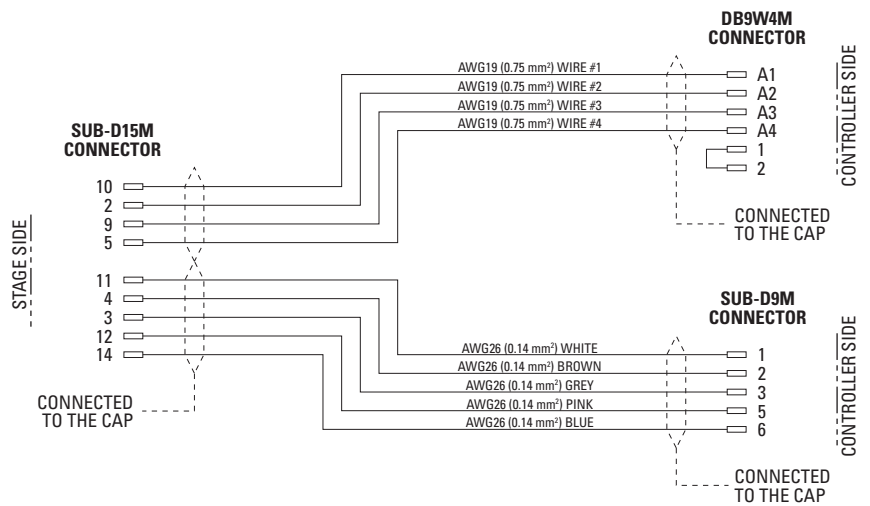 DB9W4M
CONNECTOR
AWG19 (0.75 mm²) WIRE #1
A1
AWG19 (0.75 mm²) WIRE #2
A2
AWG19 (0.75 mm²) WIRE #3
A3
AWG19 (0.75 mm²) WIRE #4
A4
1
2
CONTROLLER SIDE
CONNECTED
TO THE CAP
SUB-D15M
CONNECTOR
10
2
9
5
11
4
3
12
14
STAGE SIDE
CONNECTED
TO THE CAP
SUB-D9M
CONNECTOR
AWG26 (0.14 mm²) WHITE
1
AWG26 (0.14 mm²) BROWN
2
AWG26 (0.14 mm²) GREY
3
AWG26 (0.14 mm²) PINK
5
AWG26 (0.14 mm²) BLUE
6
CONTROLLER SIDE
CONNECTED
TO THE CAP